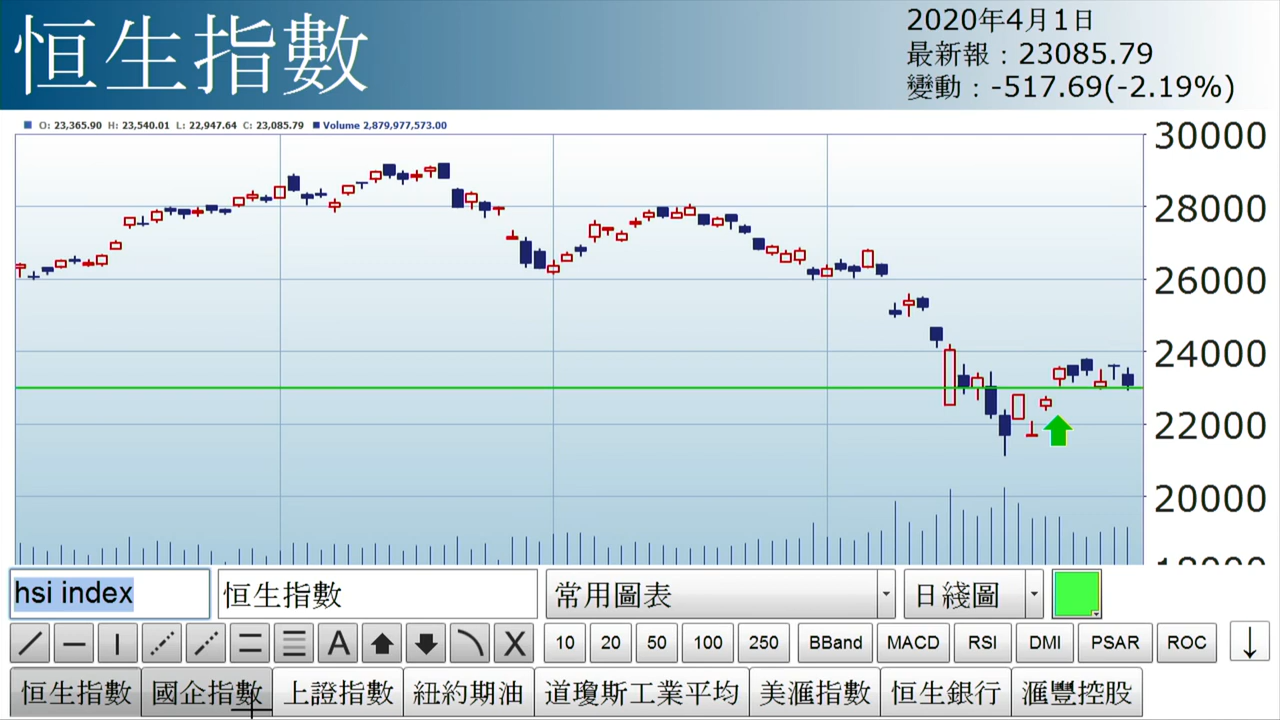 恒生指數
2020年4月1日
最新報：23085.79
變動：-517.69(-2.19%)
O: 23,365.90 H: 23,540.01 L: 22,947.64 C: 23,085.79 Volume 2,879,977,573.00
30000
28000
26000
24000
22000
20000
18000
hsi index 恒生指數 常用圖表 日綫圖
A X 10 20 50 100 250 BBand MACD RSI DMI PSAR ROC
恒生指數 國企指數 上證指數 紐約期油 道瓊斯工業平均 美滙指數 恒生銀行 滙豐控股